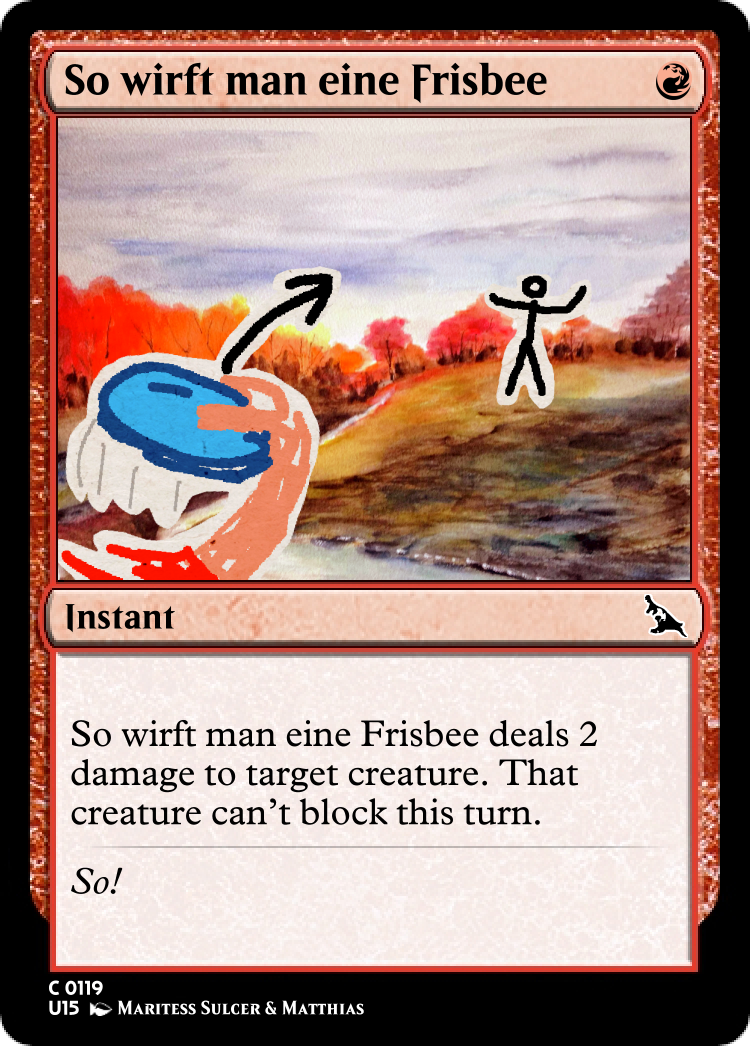 So wirft man eine Frisbee
Instant
So wirft man eine Frisbee deals 2
damage to target creature. That
creature can't block this turn.
So!
C 0119
U15 Maritess Sulcer & Matthias